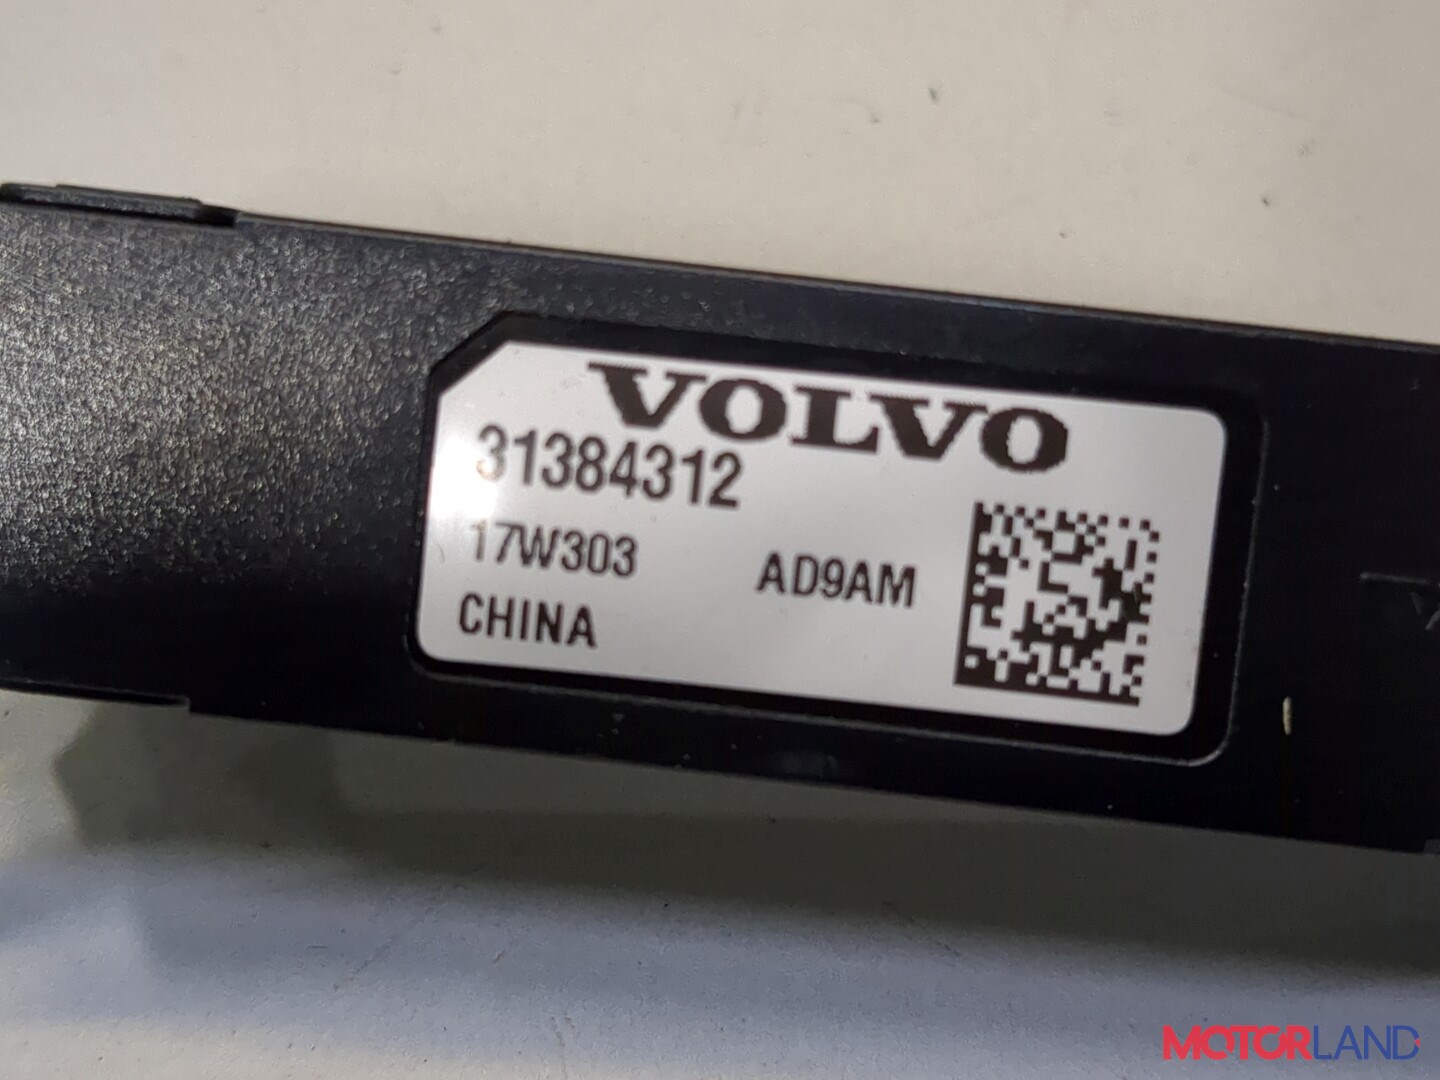 VOLVO
31384312
17W303 AD9AM
CHINA
MOTORLAND